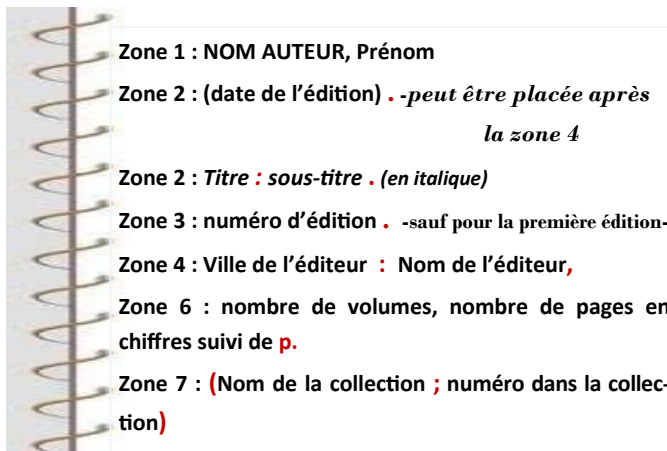 Zone 1 : NOM AUTEUR, Prénom
Zone 2 : (date de l’édition) . -peut être placée après
la zone 4
Zone 2 : Titre : sous-titre . (en italique)
Zone 3 : numéro d’édition . -sauf pour la première édition-
Zone 4 : Ville de l’éditeur : Nom de l’éditeur,
Zone 6 : nombre de volumes, nombre de pages en
chiffres suivi de p.
Zone 7 : (Nom de la collection ; numéro dans la collec-
tion)